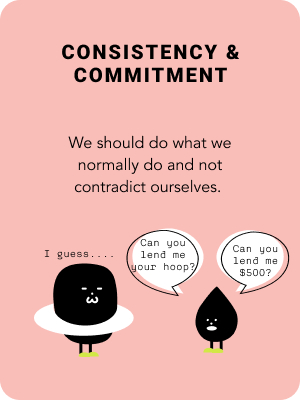 CONSISTENCY &
COMMITMENT
We should do what we
normally do and not
contradict ourselves.
I guess....
Can you
lend me
your hoop?
Can you
lend me
$500?